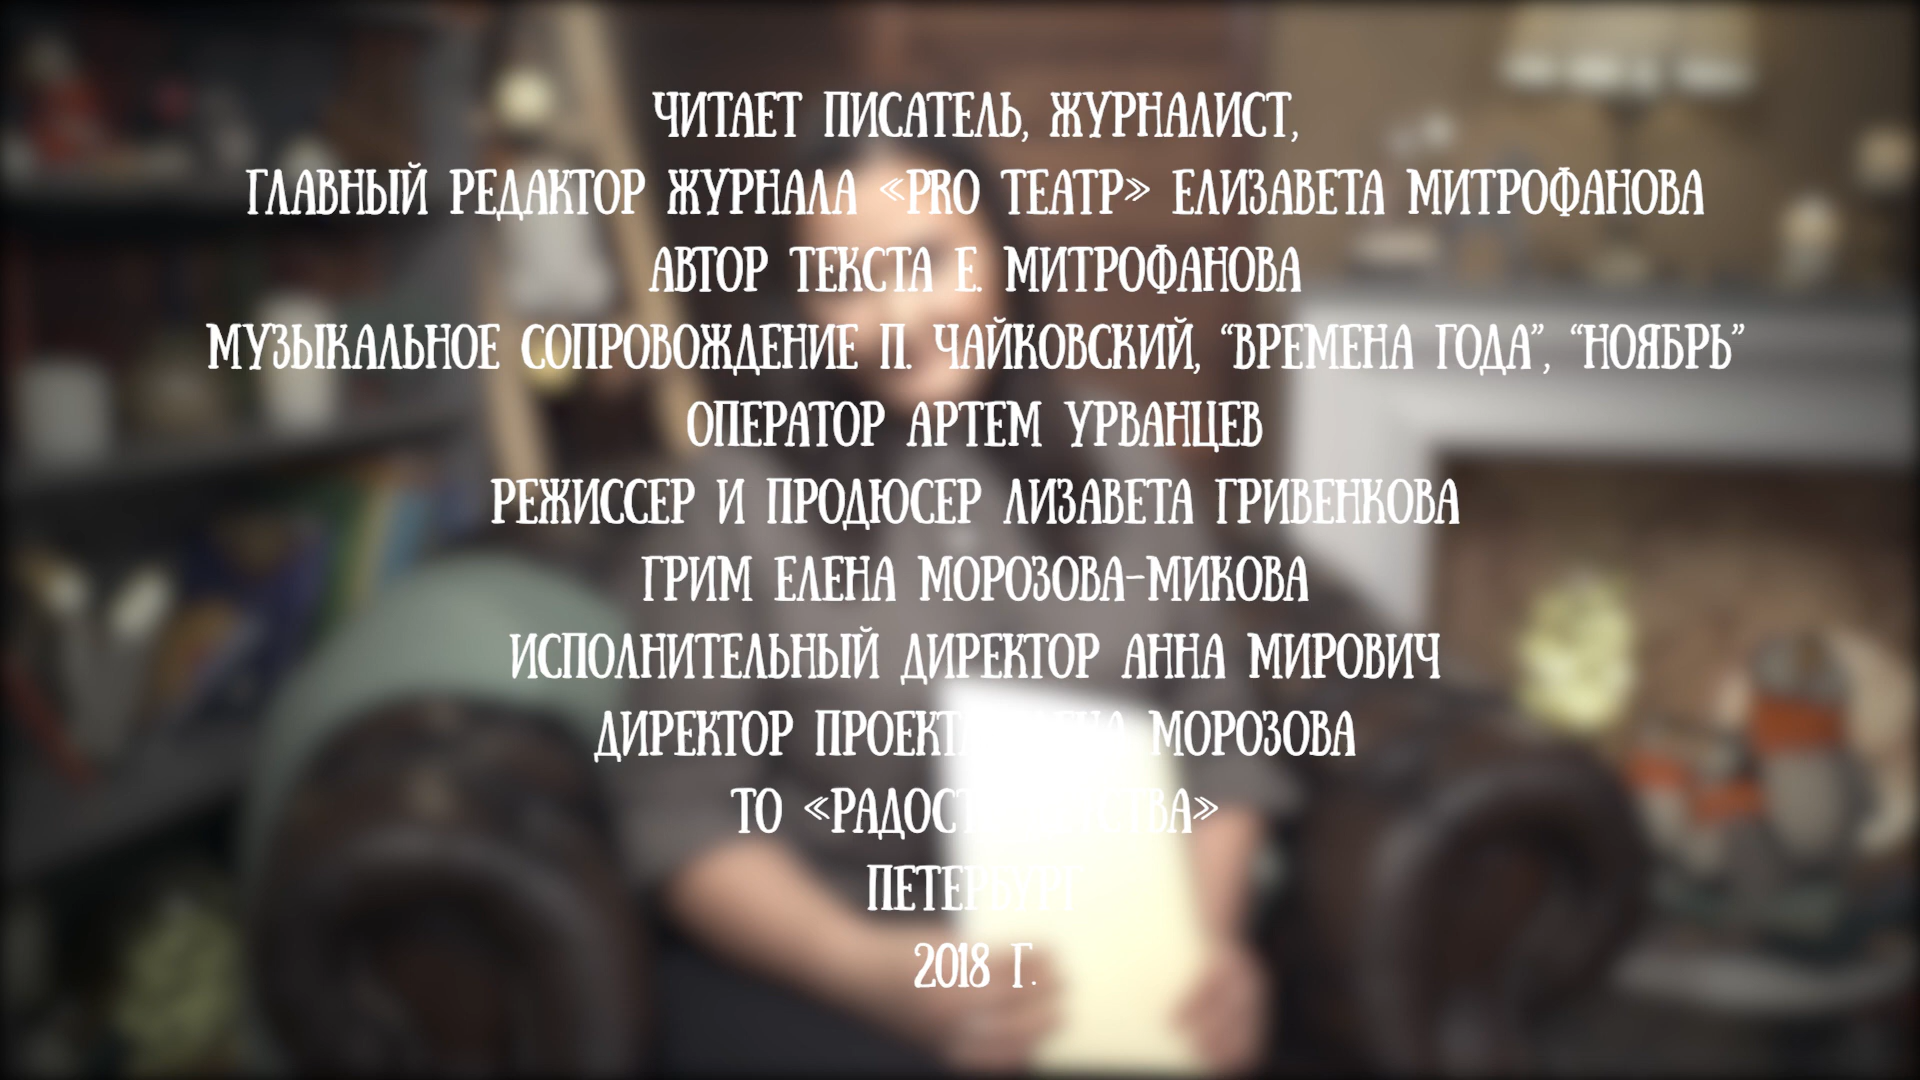 ЧИТАЕТ ПИСАТЕЛЬ, ЖУРНАЛИСТ,
ГЛАВНЫЙ РЕДАКТОР ЖУРНАЛА «PRO ТЕАТР» ЕЛИЗАВЕТА МИТРОФАНОВА
АВТОР ТЕКСТА Е. МИТРОФАНОВА
МУЗЫКАЛЬНОЕ СОПРОВОЖДЕНИЕ П. ЧАЙКОВСКИЙ, “ВРЕМЕНА ГОДА”, “НОЯБРЬ”
ОПЕРАТОР АРТЕМ УРВАНЦЕВ
РЕЖИССЕР И ПРОДЮСЕР ЛИЗАВЕТА ГРИВЕНКОВА
ГРИМ ЕЛЕНА МОРОЗОВА-МИКОВА
ИСПОЛНИТЕЛЬНЫЙ ДИРЕКТОР АННА МИРОВИЧ
ДИРЕКТОР МОРОЗОВА
ТО
ПЕТЕРБУРГ
2018 Г.